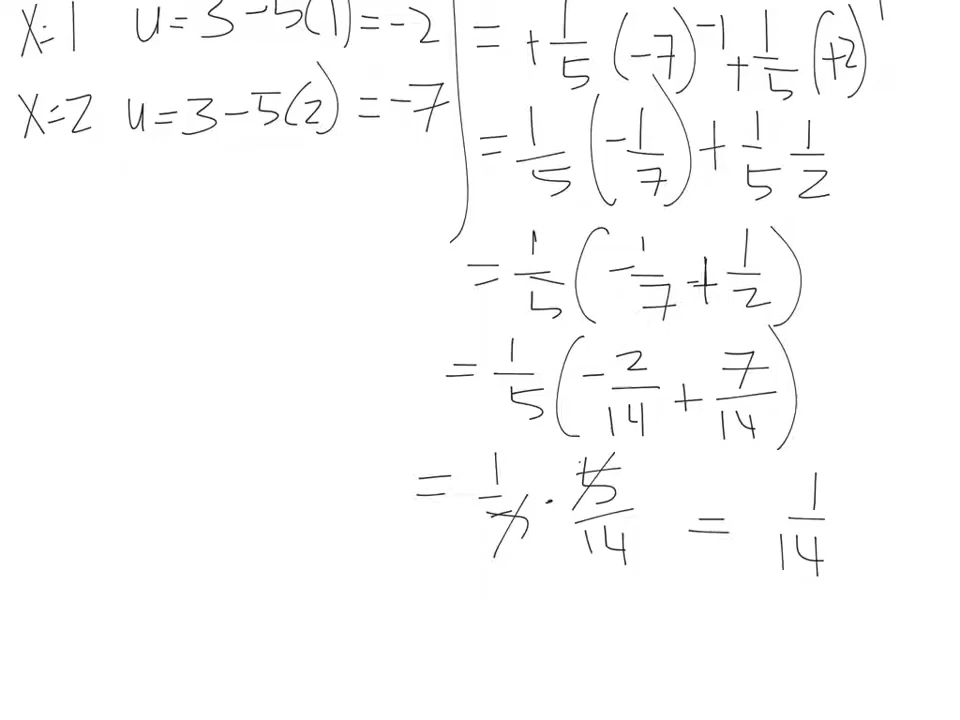 x=1 u=3-5(1)=-2
x=2 u=3-5(2)=-7
= +1/5 (-7)^-1 + 1/5 (+2)
= 1/5 (-1/7) + 1/5 1/2
= 1/5 (-1/7 + 1/2)
= 1/5 (-2/14 + 7/14)
= 1/5 · 5/14 = 1/14